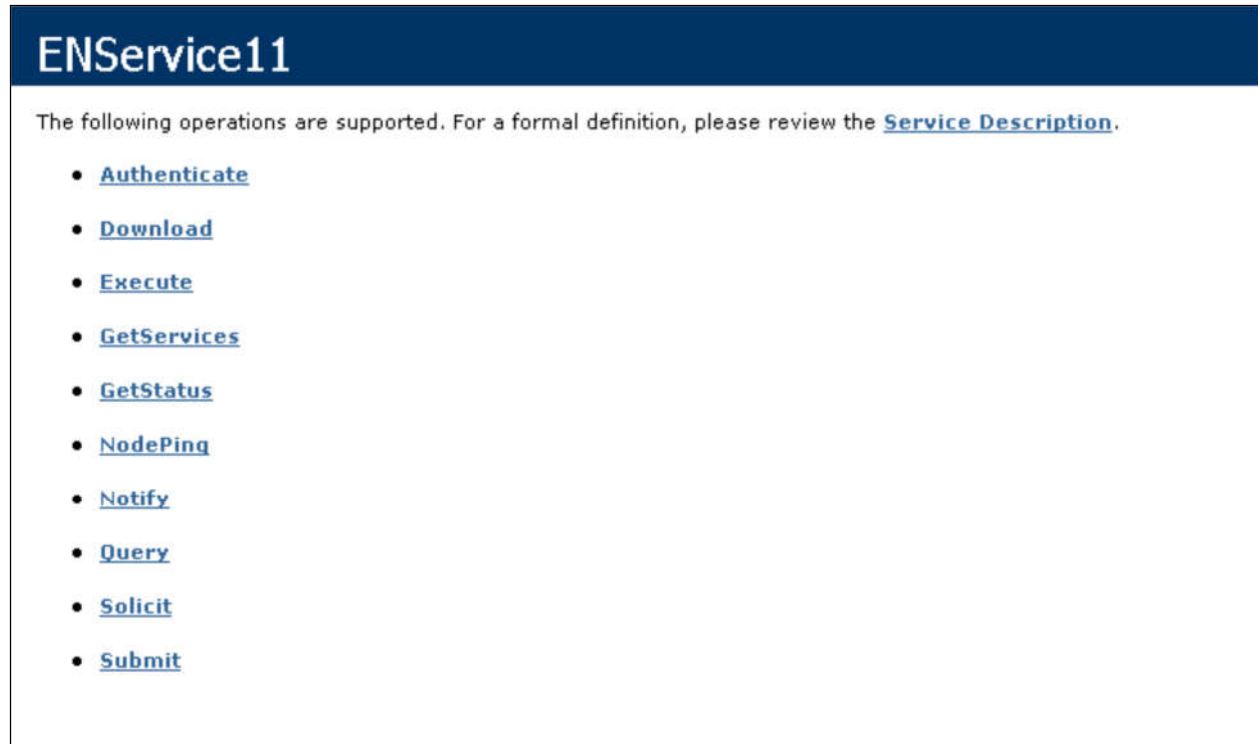 ENService11
The following operations are supported. For a formal definition, please review the Service Description.
• Authenticate
• Download
• Execute
• GetServices
• GetStatus
• NodePing
• Notify
• Query
• Solicit
• Submit